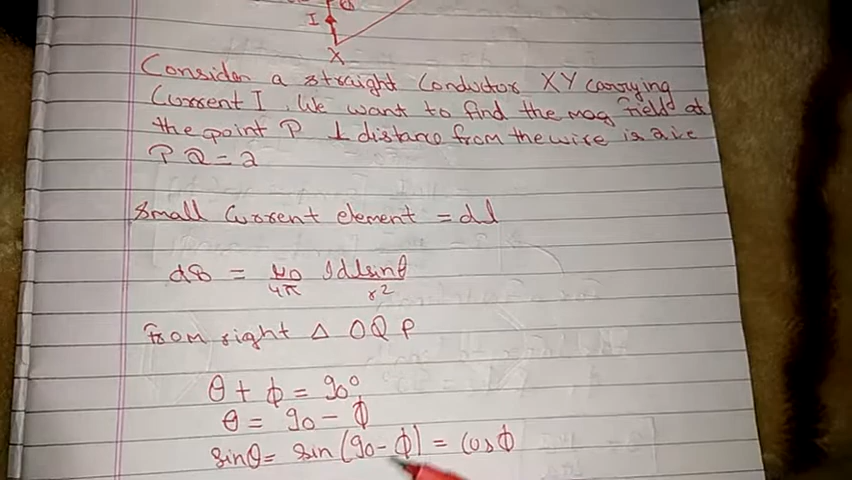 I
X
Consider a straight Conductor XY carrying
Current I. We want to find the mag field at
the point P ⊥ distance from the wire is a i.e
PQ = a
Small Current element = dl
dB = μ0/4π Idlsinθ/r²
From right Δ OQP
θ + ϕ = 90°
θ = 90 - ϕ
sinθ = sin(90-ϕ) = Cosϕ